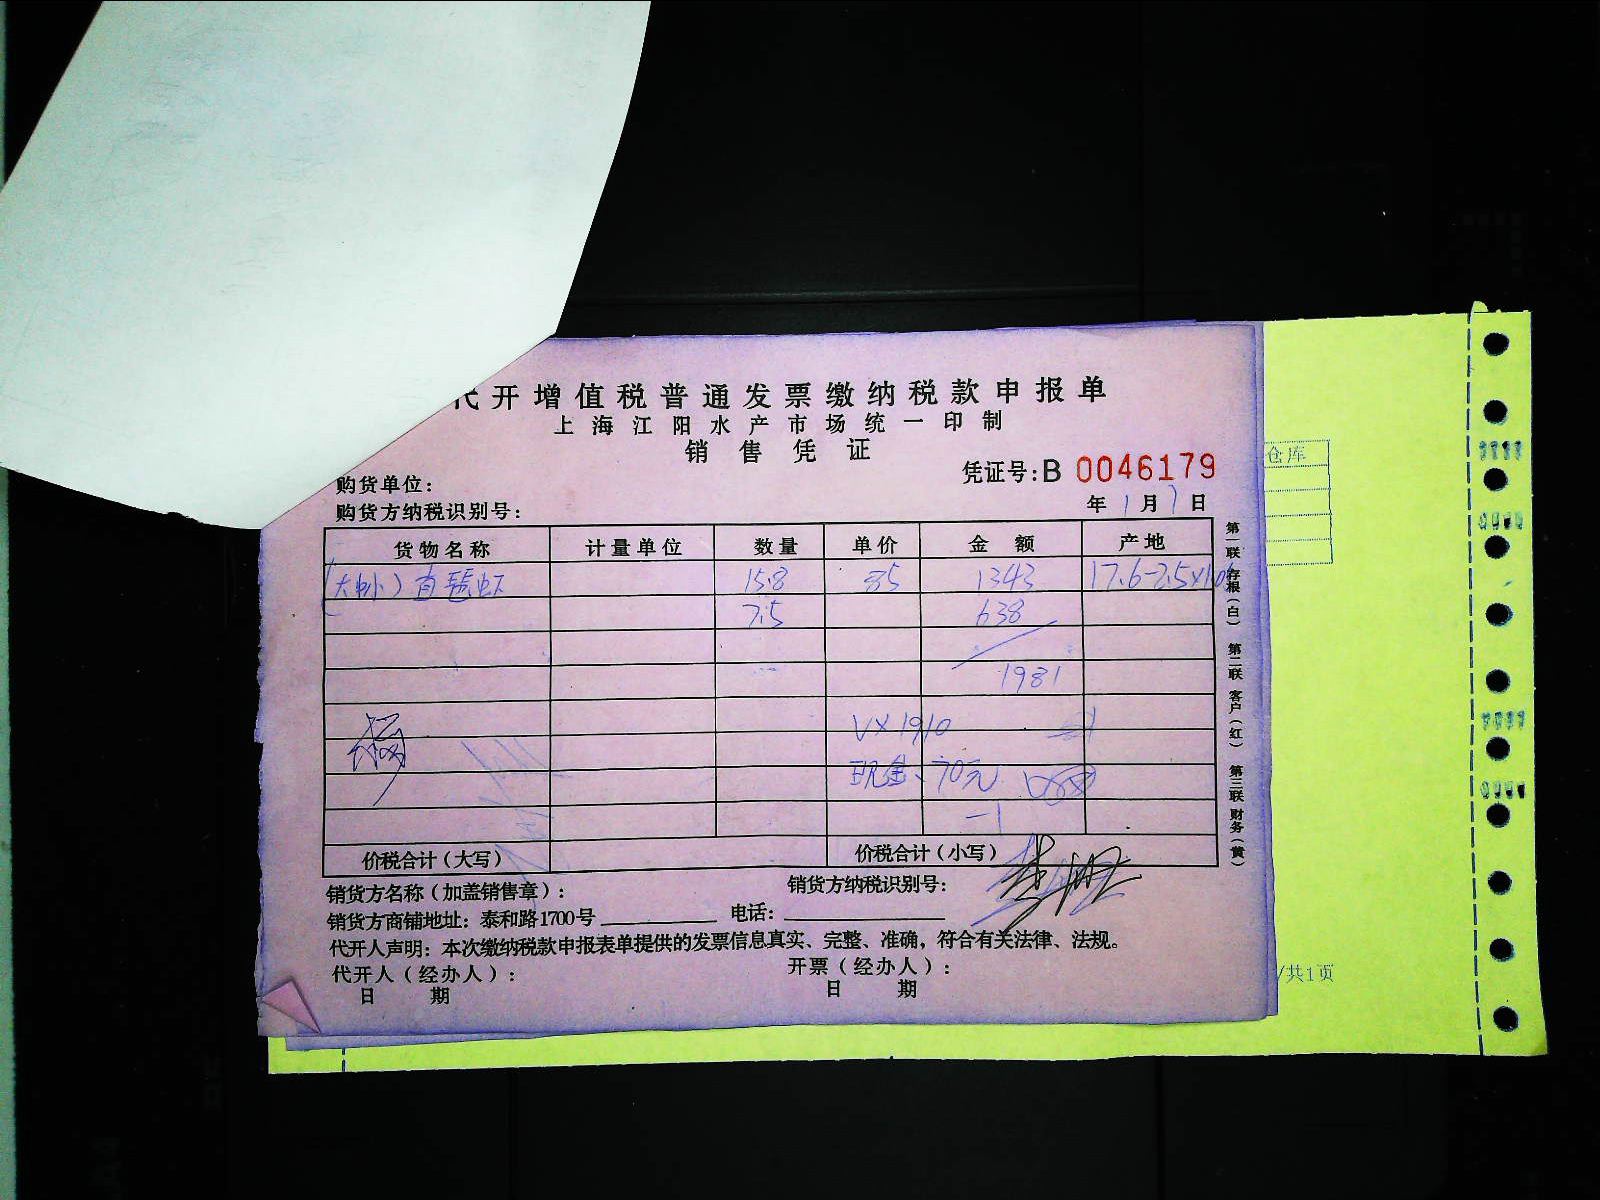 代开增值税普通发票缴纳税款申报单
上海江阳水产市场统一印制
销售凭证
凭证号:B 0046179
购货单位:
年 1 月 7 日
购货方纳税识别号:
货物名称 计量单位 数量 单价 金额 产地
15.8 85 1343 17.6-2.5×1.0
7.5 638
1981
VX1910
现金、70元
-1
价税合计(大写) 价税合计(小写)
销货方名称(加盖销售章): 销货方纳税识别号:
销货方商铺地址: 泰和路1700号 电话:
代开人声明: 本次缴纳税款申报表单提供的发票信息真实、完整、准确,符合有关法律、法规。
代开人(经办人): 开票(经办人):
日 期 日 期
第一联 存根(白) 第二联 客户(红) 第三联 财务(黄)
仓库
/共1页